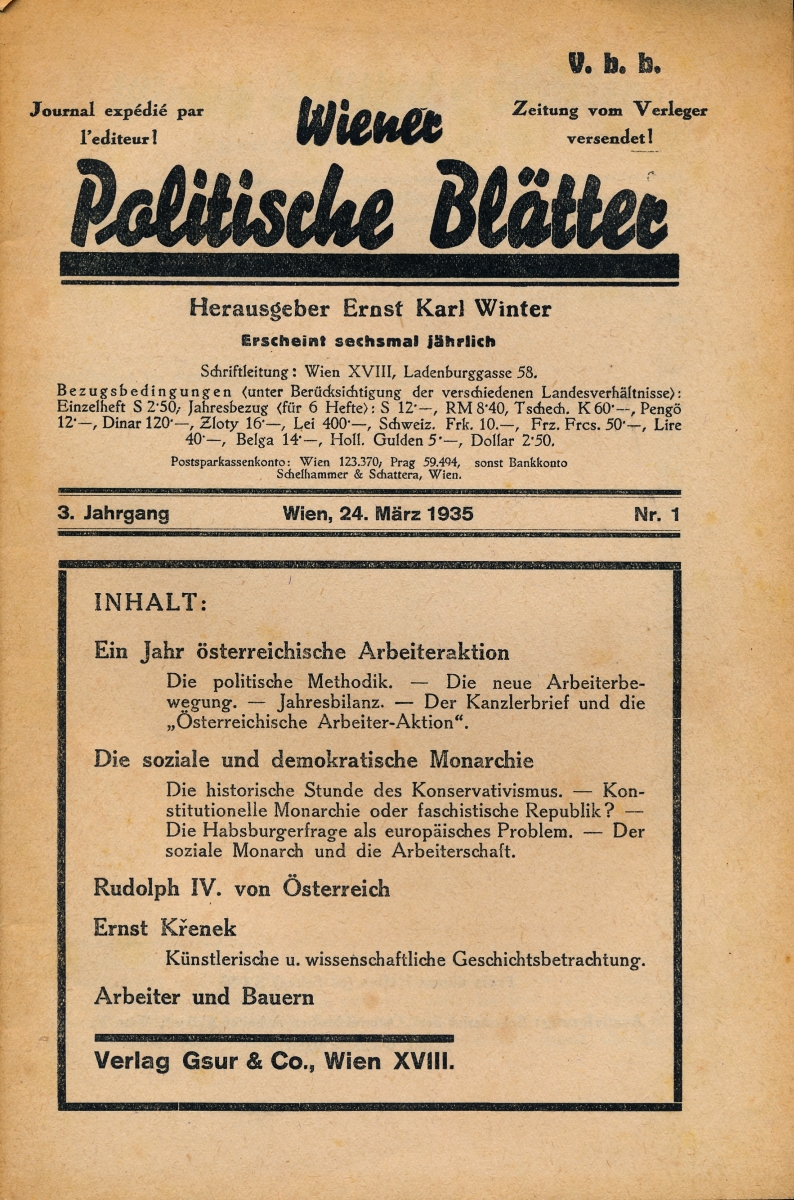 V. b. b.
Journal expédié par
l'editeur!
Wiener
Zeitung vom Verleger
versendet!
Politische Blätter
Herausgeber Ernst Karl Winter
Erscheint sechsmal jährlich
Schriftleitung: Wien XVIII, Ladenburggasse 58.
Bezugsbedingungen (unter Berücksichtigung der verschiedenen Landesverhältnisse):
Einzelheft S 2·50, Jahresbezug (für 6 Hefte): S 12·—, RM 8·40, Tschech. K 60·—, Pengö
12·—, Dinar 120·—, Zloty 16·—, Lei 400·—, Schweiz. Frk. 10.—, Frz. Frcs. 50·—, Lire
40·—, Belga 14·—, Holl. Gulden 5·—, Dollar 2·50.
Postsparkassenkonto: Wien 123.370, Prag 59.494, sonst Bankkonto
Schelhammer & Schattera, Wien.
3. Jahrgang Wien, 24. März 1935 Nr. 1
INHALT:
Ein Jahr österreichische Arbeiteraktion
Die politische Methodik. — Die neue Arbeiterbe-
wegung. — Jahresbilanz. — Der Kanzlerbrief und die
„Österreichische Arbeiter-Aktion“.
Die soziale und demokratische Monarchie
Die historische Stunde des Konservativismus. — Kon-
stitutionelle Monarchie oder faschistische Republik? —
Die Habsburgerfrage als europäisches Problem. — Der
soziale Monarch und die Arbeiterschaft.
Rudolph IV. von Österreich
Ernst Křenek
Künstlerische u. wissenschaftliche Geschichtsbetrachtung.
Arbeiter und Bauern
Verlag Gsur & Co., Wien XVIII.